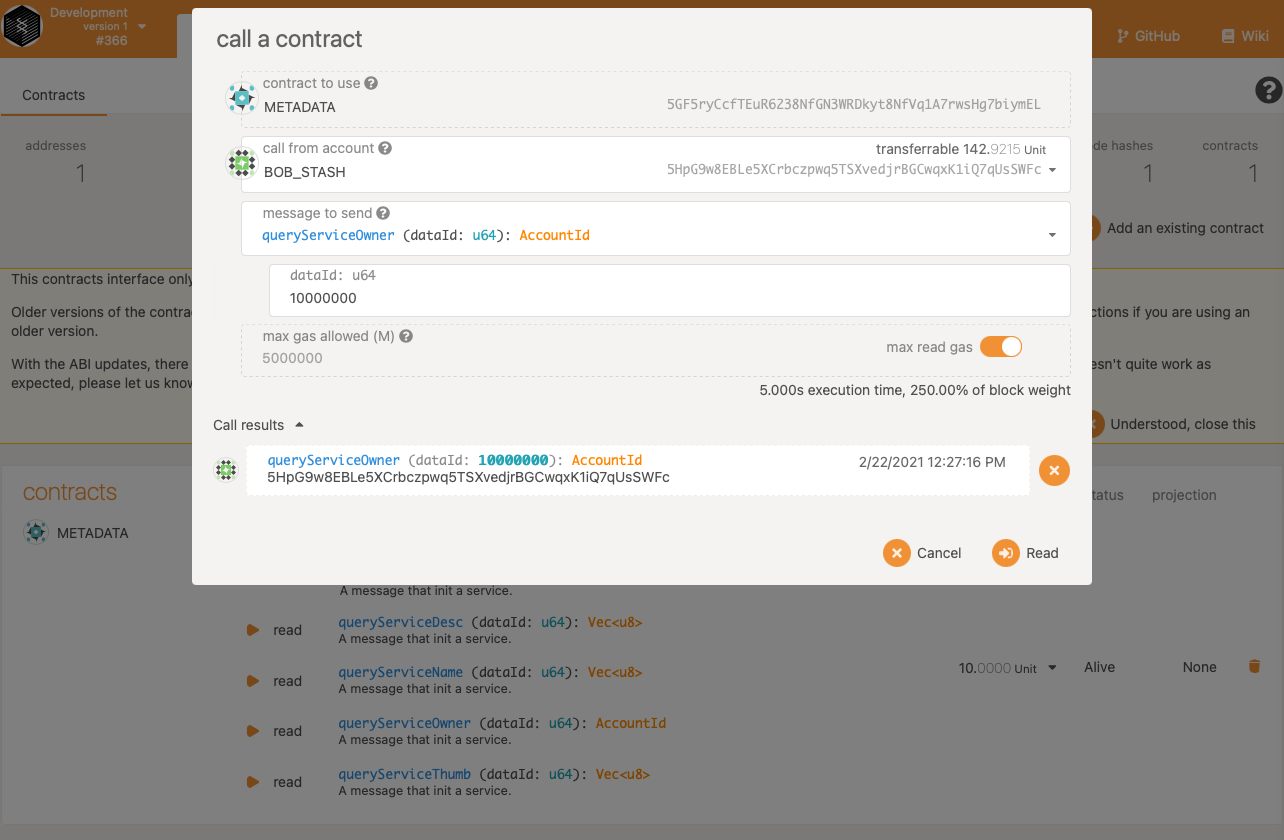 Development
version 1
#366
GitHub
Wiki
Contracts
addresses
1
de hashes
1
contracts
1
Add an existing contract
This contracts interface only
Older versions of the contra
ctions if you are using an
older version.
With the ABI updates, there
esn't quite work as
expected, please let us know
Understood, close this
call a contract
contract to use
METADATA
5GF5ryCcfTEuR6238NfGN3WRDkyt8NfVq1A7rwsHg7biymEL
call from account
transferrable 142.9215 Unit
BOB_STASH
5HpG9w8EBLe5XCrbczpwq5TSXvedjrBGCwqxK1iQ7qUsSWFc
message to send
queryServiceOwner (dataId: u64): AccountId
dataId: u64
10000000
max gas allowed (M)
5000000
max read gas
5.000s execution time, 250.00% of block weight
Call results
queryServiceOwner (dataId: 10000000): AccountId
2/22/2021 12:27:16 PM
5HpG9w8EBLe5XCrbczpwq5TSXvedjrBGCwqxK1iQ7qUsSWFc
Cancel
Read
contracts
tatus
projection
METADATA
A message that init a service.
read
queryServiceDesc (dataId: u64): Vec<u8>
A message that init a service.
read
queryServiceName (dataId: u64): Vec<u8>
A message that init a service.
10.0000 Unit
Alive
None
read
queryServiceOwner (dataId: u64): AccountId
A message that init a service.
read
queryServiceThumb (dataId: u64): Vec<u8>
A message that init a service.